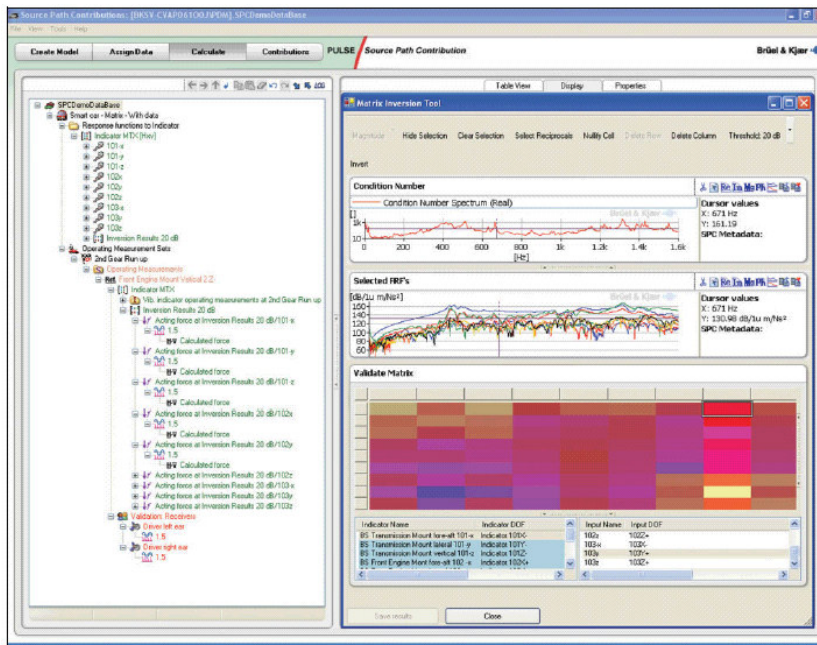 Source Path Contributions: [BKSV-CVAPD6100.BPDM].SPCDemoDataBase
File View Tools Help
Create Model Assign Data Calculate Contributions PULSE Source Path Contribution Brüel & Kjær
Table View Display Properties
SPCDemoDataBase
Smart car - Matrix - With data
Response functions to Indicator
Indicator MTX [Hxv]
101-x
101-y
101-z
102x
102y
102z
103-x
103y
103z
Inversion Results 20 dB
Operating Measurement Sets
2nd Gear Run up
Operating Measurements
Ref. Front Engine Mount Vertical 2 Z-
Indicator MTX
Vib. indicator operating measurements at 2nd Gear Run up
Inversion Results 20 dB
Acting force at Inversion Results 20 dB/101-x
1.5
Calculated force
Acting force at Inversion Results 20 dB/101-y
1.5
Calculated force
Acting force at Inversion Results 20 dB/101-z
1.5
Calculated force
Acting force at Inversion Results 20 dB/102x
1.5
Calculated force
Acting force at Inversion Results 20 dB/102y
1.5
Calculated force
Acting force at Inversion Results 20 dB/102z
Acting force at Inversion Results 20 dB/103-x
Acting force at Inversion Results 20 dB/103y
Acting force at Inversion Results 20 dB/103z
Validation: Receivers
Driver left ear
1.5
Driver right ear
1.5
Matrix Inversion Tool
Magnitude Hide Selection Clear Selection Select Reciprocals Nullify Cell Delete Row Delete Column Threshold: 20 dB
Invert
Condition Number
Condition Number Spectrum (Real)
[]
Brüel & Kjær
1k
10
0 200 400 600 800 1k 1.2k 1.4k 1.6k
[Hz]
Cursor values
X: 671 Hz
Y: 161.19
SPC Metadata:
Selected FRF's
[dB/1u m/Ns²]
Brüel & Kjær
160
140
120
100
80
60
Cursor values
X: 671 Hz
Y: 130.98 dB/1u m/Ns²
SPC Metadata:
Validate Matrix
Indicator Name Indicator DOF
BS Transmission Mount fore-aft 101-x Indicator.101X-
BS Transmission Mount lateral 101-y Indicator.101Y-
BS Transmission Mount vertical 101-z Indicator.101Z-
BS Front Engine Mont fore-aft 102-x Indicator.102X+
Input Name Input DOF
102z 102Z+
103-x 103X-
103y 103Y+
103z 103Z+
Save results Close